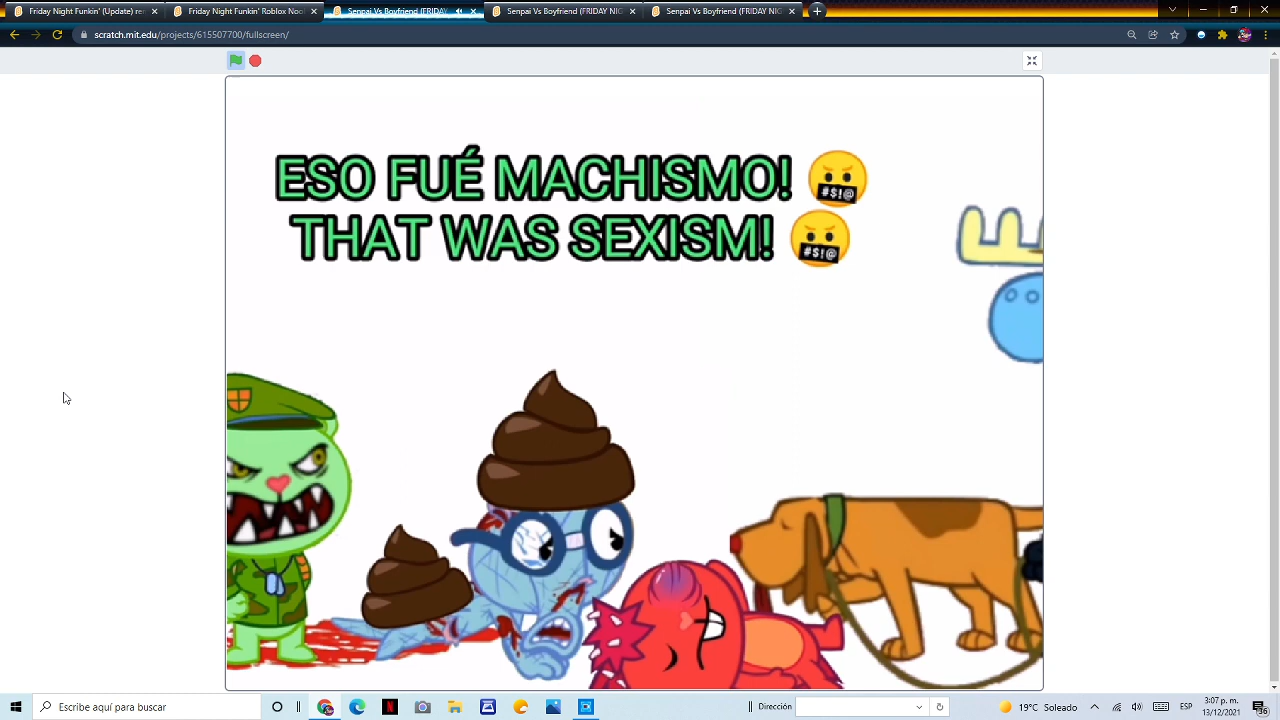 Friday Night Funkin' (Update) re
Friday Night Funkin' Roblox Noo
Senpai Vs Boyfriend (FRIDAY
Senpai Vs Boyfriend (FRIDAY NIG
Senpai Vs Boyfriend (FRIDAY NIG
scratch.mit.edu/projects/615507700/fullscreen/
ESO FUÉ MACHISMO!
#$!@
THAT WAS SEXISM!
#$!@
Escribe aquí para buscar
Dirección
19°C Soleado
3:07 p.
13/12/2021